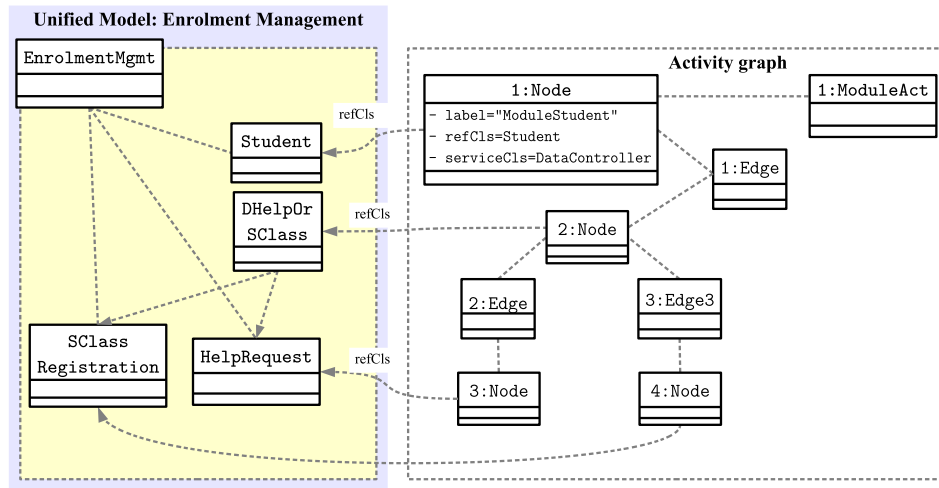 Unified Model: Enrolment Management
EnrolmentMgmt
Student
DHelpOr
SClass
SClass
Registration
HelpRequest
refCls
refCls
refCls
Activity graph
1:Node
- label="ModuleStudent"
- refCls=Student
- serviceCls=DataController
1:ModuleAct
1:Edge
2:Node
2:Edge
3:Edge3
3:Node
4:Node